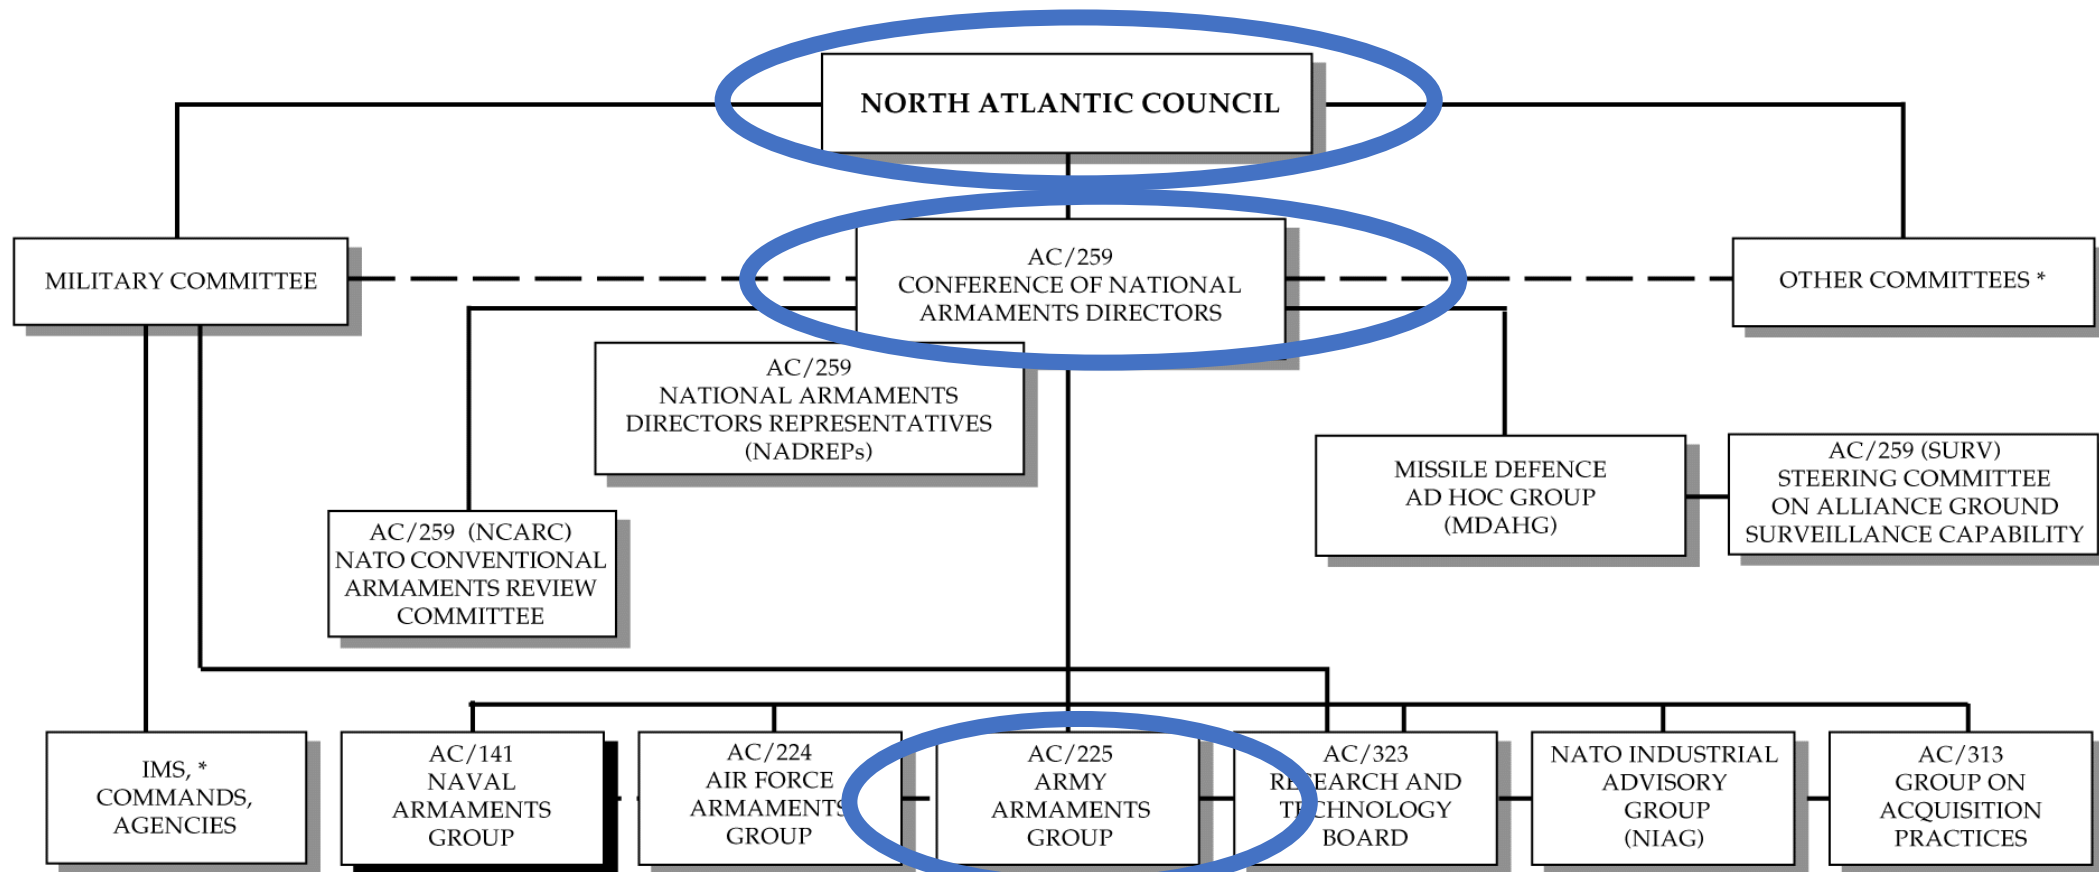 NORTH ATLANTIC COUNCIL
MILITARY COMMITTEE
AC/259
CONFERENCE OF NATIONAL
ARMAMENTS DIRECTORS
OTHER COMMITTEES *
AC/259
NATIONAL ARMAMENTS
DIRECTORS REPRESENTATIVES
(NADREPs)
AC/259 (NCARC)
NATO CONVENTIONAL
ARMAMENTS REVIEW
COMMITTEE
MISSILE DEFENCE
AD HOC GROUP
(MDAHG)
AC/259 (SURV)
STEERING COMMITTEE
ON ALLIANCE GROUND
SURVEILLANCE CAPABILITY
IMS, *
COMMANDS,
AGENCIES
AC/141
NAVAL
ARMAMENTS
GROUP
AC/224
AIR FORCE
ARMAMENTS
GROUP
AC/225
ARMY
ARMAMENTS
GROUP
AC/323
RESEARCH AND
TECHNOLOGY
BOARD
NATO INDUSTRIAL
ADVISORY
GROUP
(NIAG)
AC/313
GROUP ON
ACQUISITION
PRACTICES